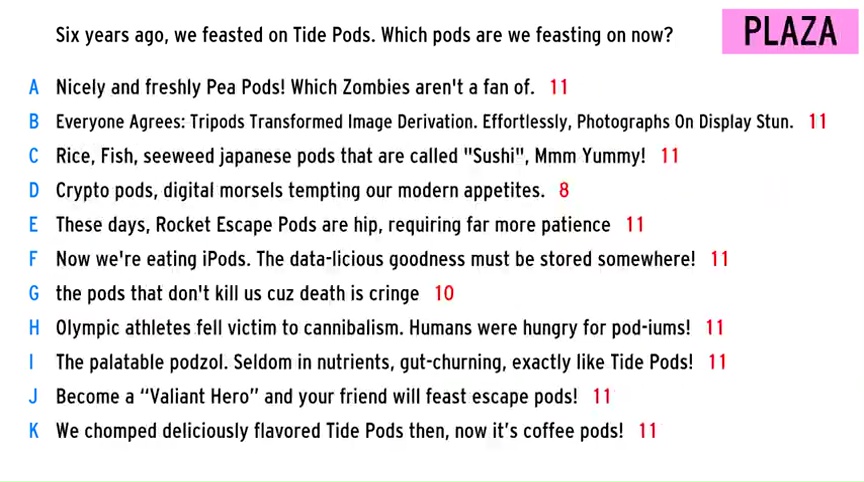 Six years ago, we feasted on Tide Pods. Which pods are we feasting on now?
PLAZA
A Nicely and freshly Pea Pods! Which Zombies aren't a fan of. 11
B Everyone Agrees: Tripods Transformed Image Derivation. Effortlessly, Photographs On Display Stun. 11
C Rice, Fish, seeweed japanese pods that are called "Sushi", Mmm Yummy! 11
D Crypto pods, digital morsels tempting our modern appetites. 8
E These days, Rocket Escape Pods are hip, requiring far more patience 11
F Now we're eating iPods. The data-licious goodness must be stored somewhere! 11
G the pods that don't kill us cuz death is cringe 10
H Olympic athletes fell victim to cannibalism. Humans were hungry for pod-iums! 11
I The palatable podzol. Seldom in nutrients, gut-churning, exactly like Tide Pods! 11
J Become a “Valiant Hero” and your friend will feast escape pods! 11
K We chomped deliciously flavored Tide Pods then, now it’s coffee pods! 11